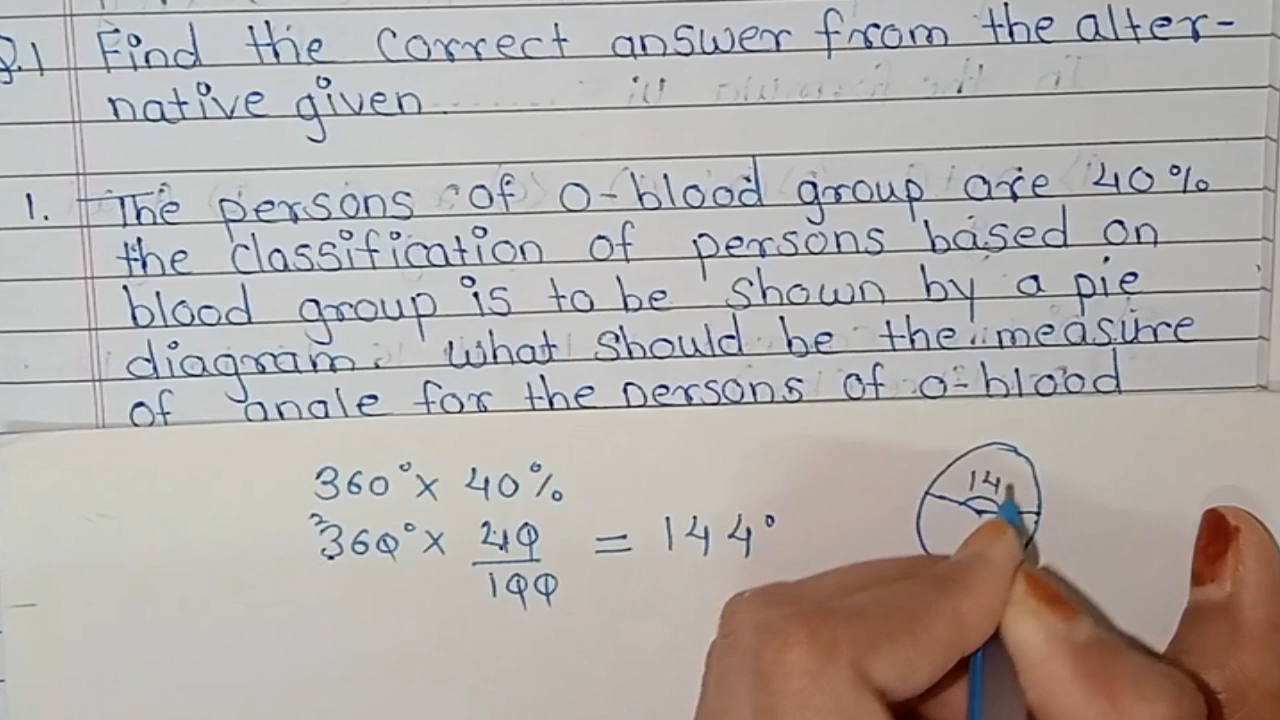 Q.1 Find the correct answer from the alter-
native given
1. The persons of O-blood group are 40%
the classification of persons based on
blood group is to be shown by a pie
diagram. What should be the measure
of angle for the persons of O-blood
360° x 40%
360° x 40/100 = 144°
14